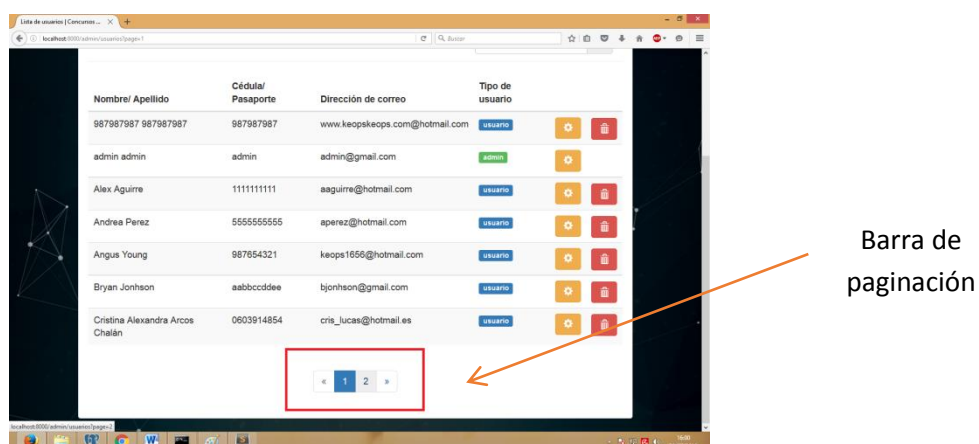 Lista de usuarios | Concursos ... × +
localhost:8000/admin/usuarios?page=1
Buscar
Nombre/ Apellido
Cédula/ Pasaporte
Dirección de correo
Tipo de usuario
987987987 987987987 987987987 www.keopskeops.com@hotmail.com usuario
admin admin admin admin@gmail.com admin
Alex Aguirre 1111111111 aaguirre@hotmail.com usuario
Andrea Perez 5555555555 aperez@hotmail.com usuario
Angus Young 987654321 keops1656@hotmail.com usuario
Bryan Jonhson aabbccddee bjonhson@gmail.com usuario
Cristina Alexandra Arcos 0603914854 cris_lucas@hotmail.es usuario
Chalán
« 1 2 »
Barra de
paginación
localhost:8000/admin/usuarios?page=2
16:00